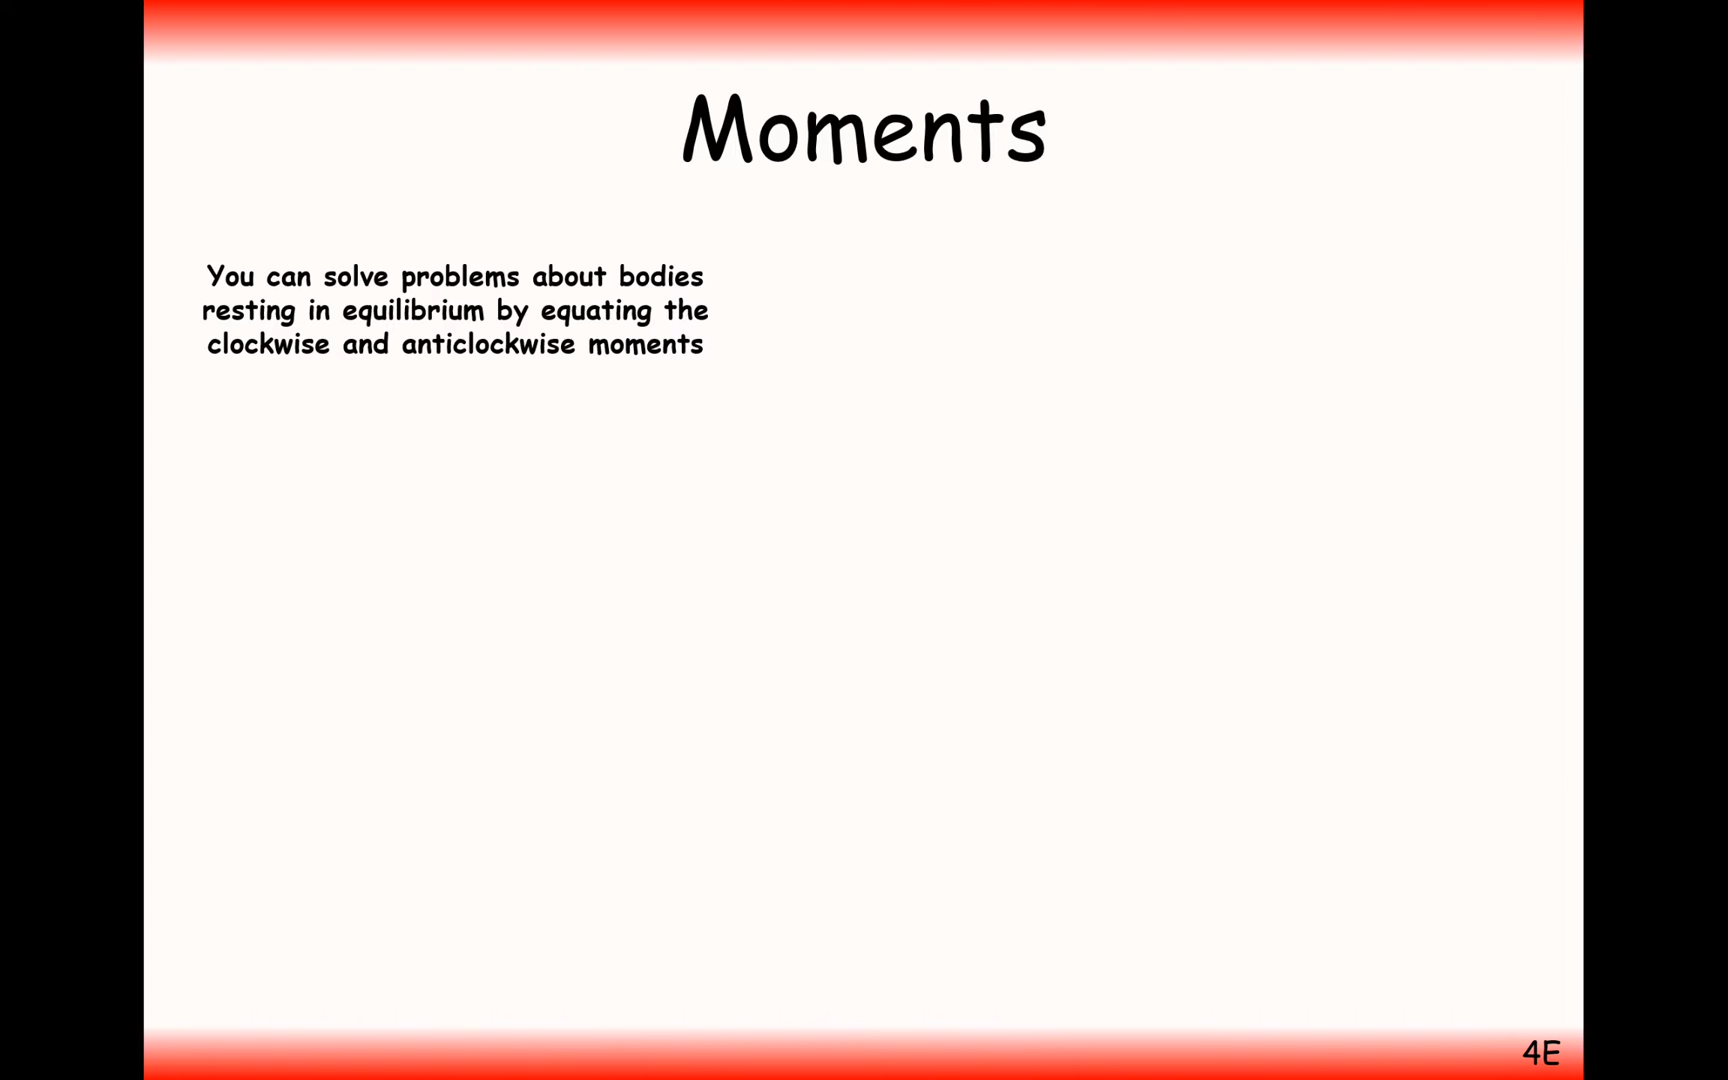 Moments
You can solve problems about bodies
resting in equilibrium by equating the
clockwise and anticlockwise moments
4E